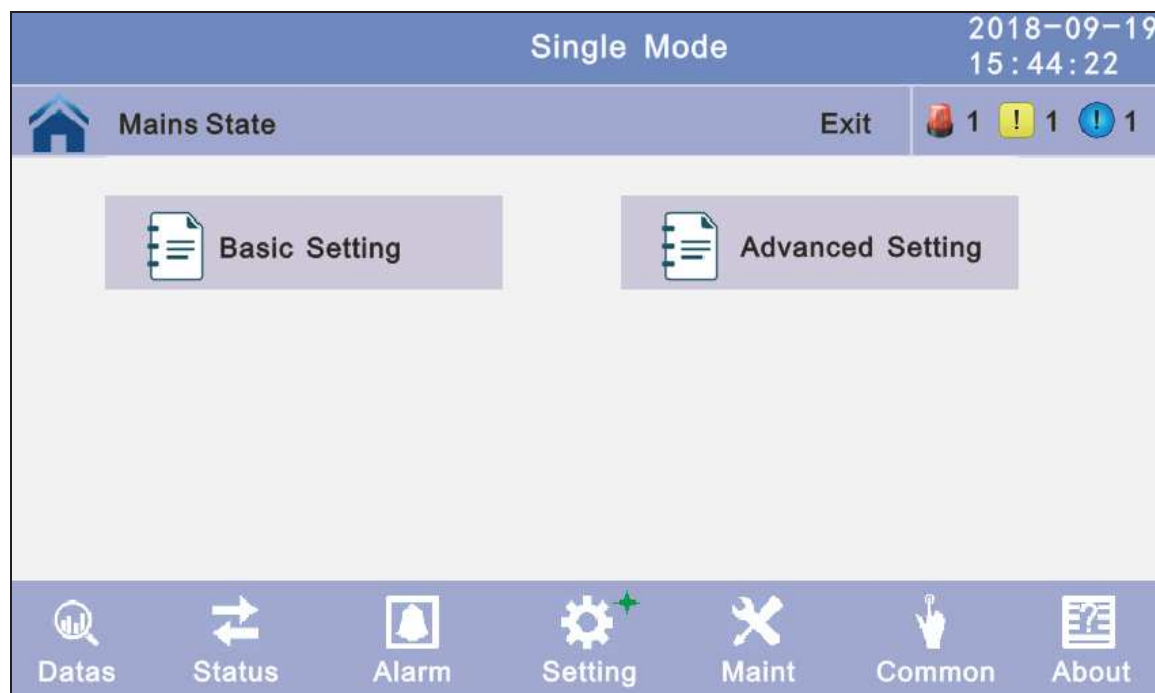 Single Mode
2018-09-19
15:44:22
Mains State
Exit
1
! 1
! 1
Basic Setting
Advanced Setting
Datas
Status
Alarm
Setting
Maint
Common
? About